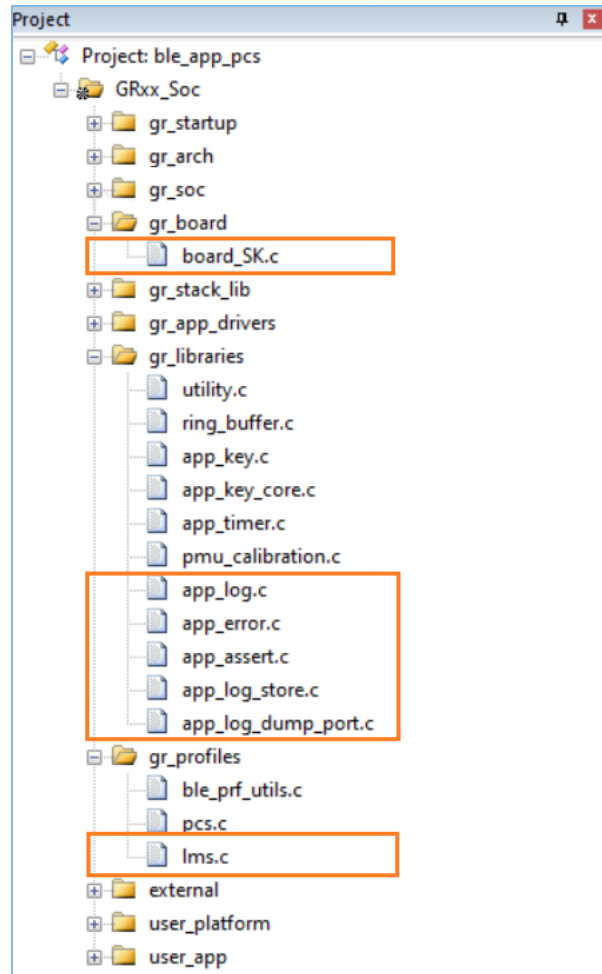 Project
Project: ble_app_pcs
GRxx_Soc
gr_startup
gr_arch
gr_soc
gr_board
board_SK.c
gr_stack_lib
gr_app_drivers
gr_libraries
utility.c
ring_buffer.c
app_key.c
app_key_core.c
app_timer.c
pmu_calibration.c
app_log.c
app_error.c
app_assert.c
app_log_store.c
app_log_dump_port.c
gr_profiles
ble_prf_utils.c
pcs.c
lms.c
external
user_platform
user_app